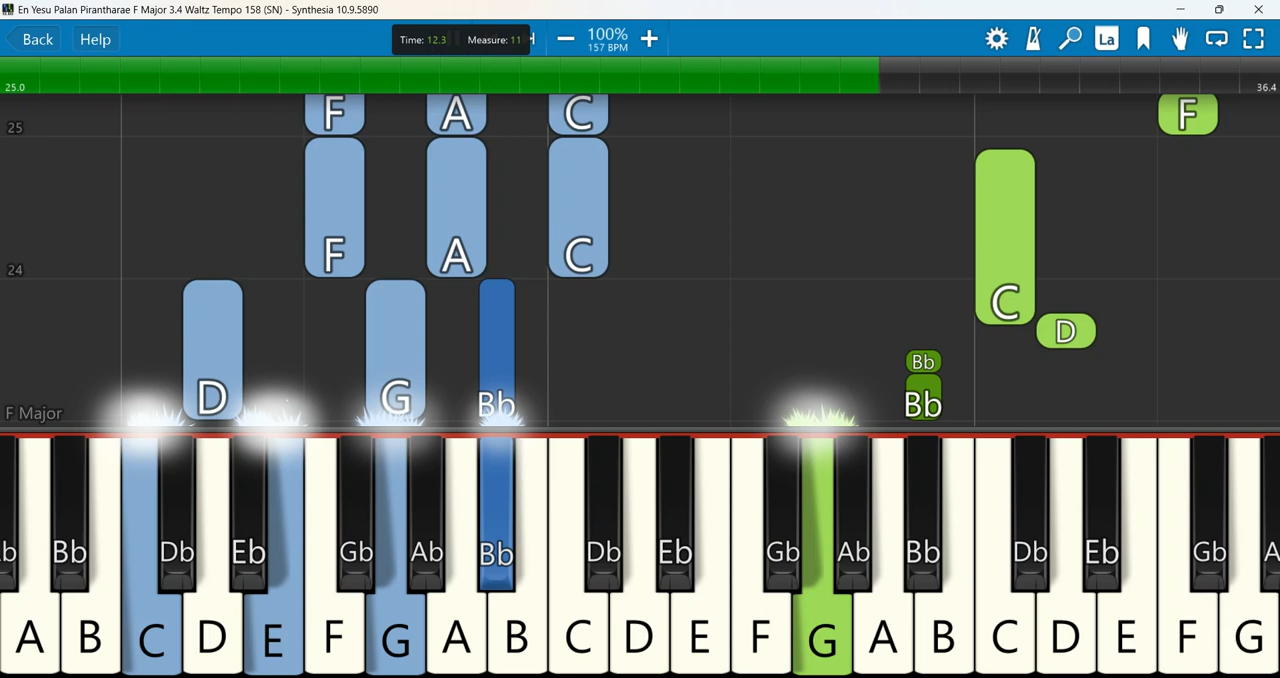 En Yesu Palan Pirantharae F Major 3.4 Waltz Tempo 158 (SN) - Synthesia 10.9.5890
Back Help Time: 12.3 Measure: 11 100% La
157 BPM
25.0 36.4
F A C F
25
F A C
24
C
D
Bb
D G Bb Bb
F Major
Bb Db Eb Gb Ab Bb Db Eb Gb Ab Bb Db Eb Gb
A B C D E F G A B C D E F G A B C D E F G